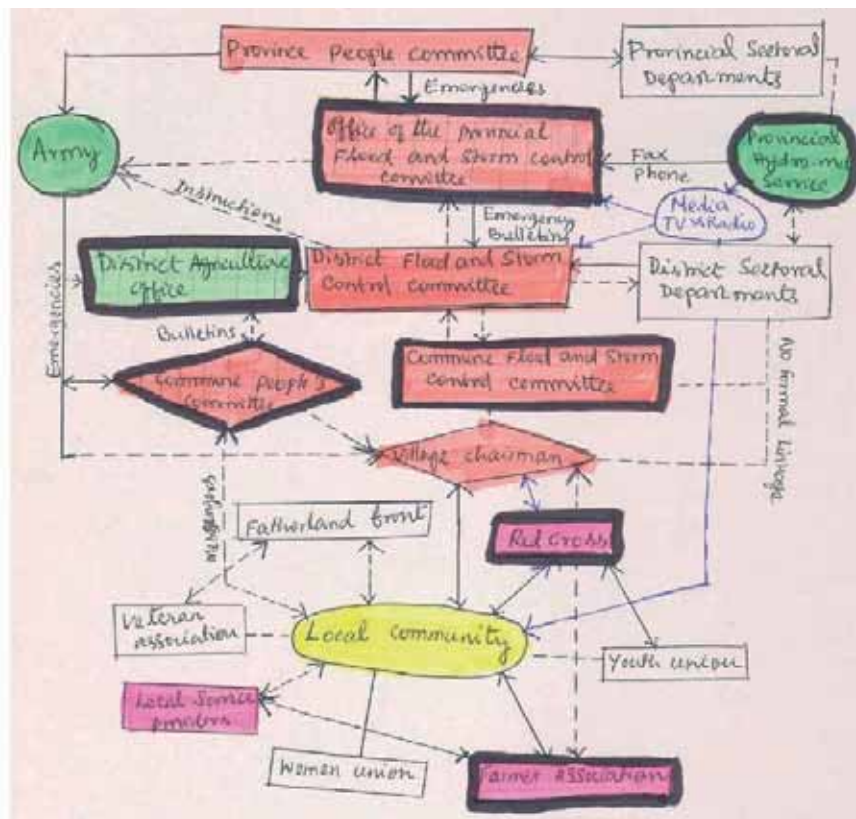 Province People committee
Provincial Sectoral
Departments
Emergencies
Army
Office of the Provincial
Flood and Storm control
committee
Fax
phone
Provincial
Hydro-met
Service
Instructions
Media
TV & Radio
Emergency
Bulletins
District Agriculture
office
District Flood and Storm
Control committee
District Sectoral
Departments
Emergencies
Bulletins
Commune People's
Committee
Commune Flood and Storm
Control committee
No formal linkage
Village chairman
Messengers
Fatherland front
Red Cross
Veteran
association
Local community
Youth union
Local Service
providers
Women union
Farmer association